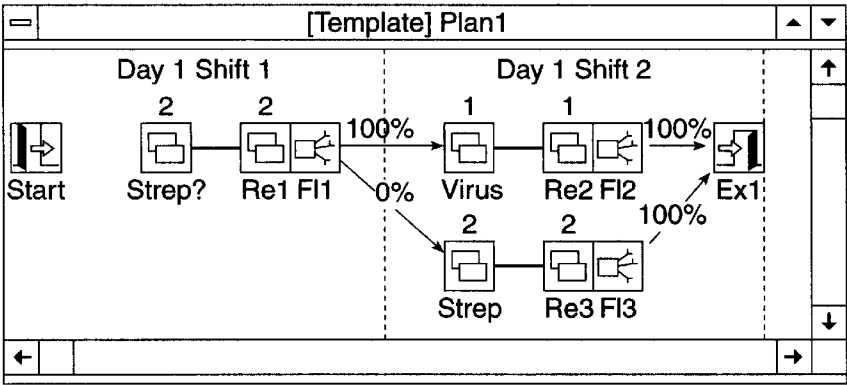 [Template] Plan1
Day 1 Shift 1 Day 1 Shift 2
2 2 1 1
100% 100%
Start Strep? Re1 Fl1 0% Virus Re2 Fl2 Ex1
2 2 100%
Strep Re3 Fl3